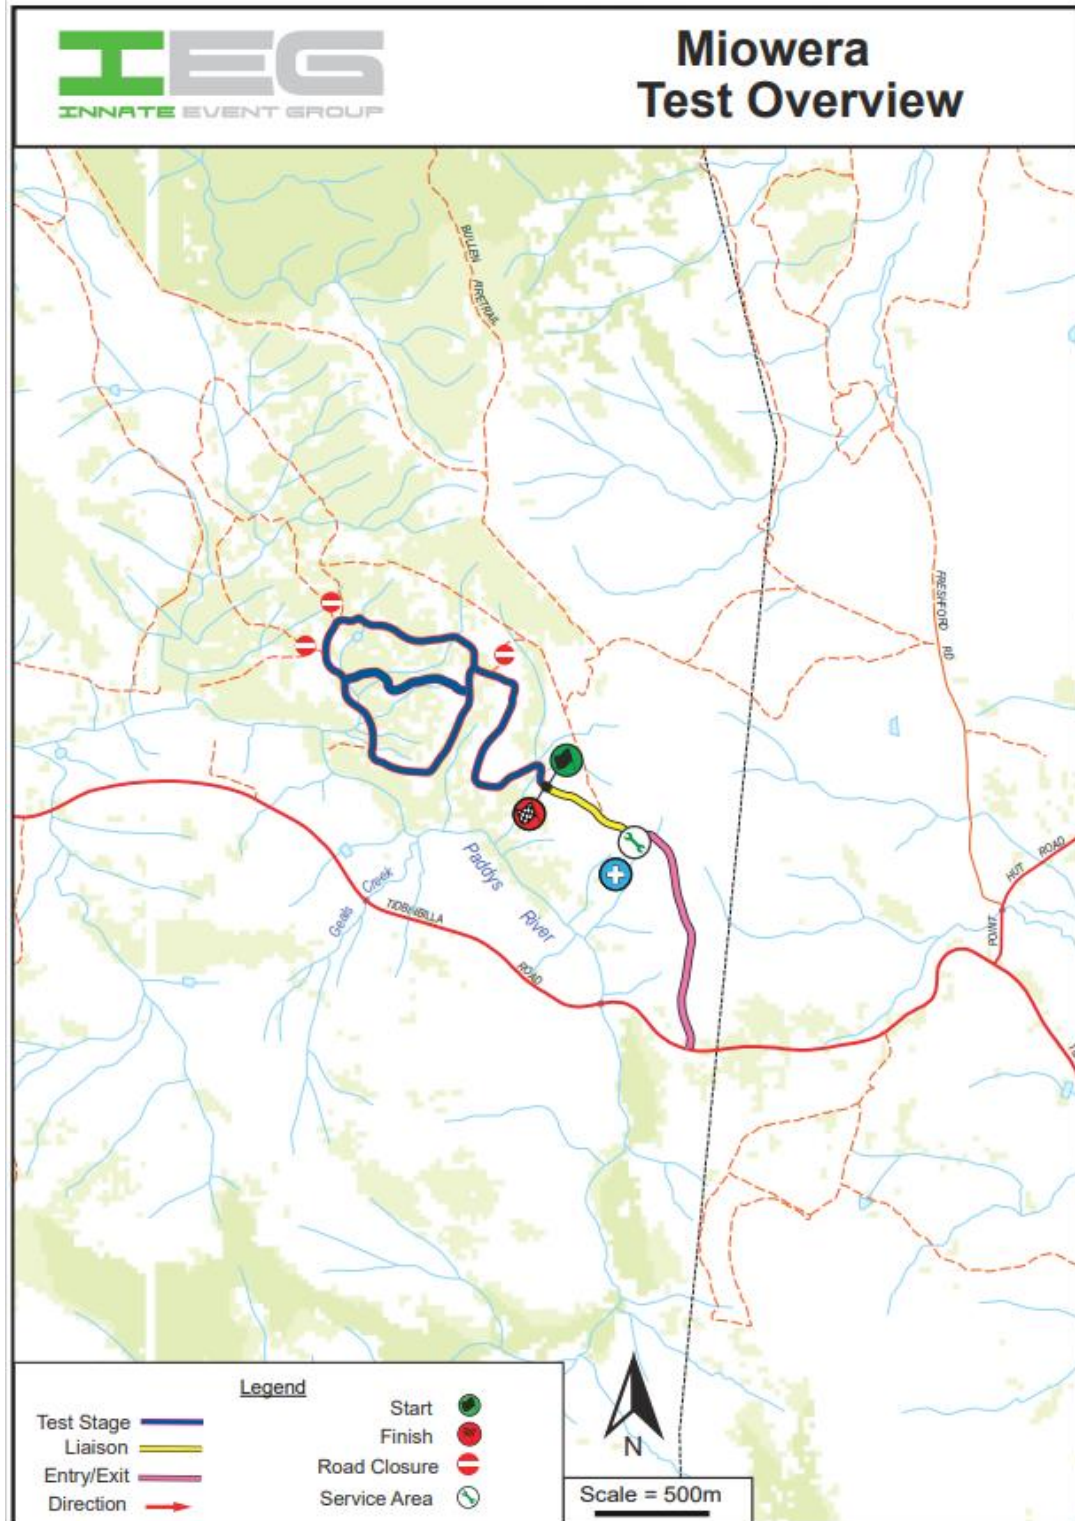 IEG
INNATE EVENT GROUP
Miowera
Test Overview
BULLEN
FIRETRAIL
FRESHFORD
RD
HUT ROAD
POINT
Paddys
River
Creek
Geals
TIDBINBILLA
ROAD
Legend
Test Stage
Liaison
Entry/Exit
Direction
Start
Finish
Road Closure
Service Area
N
Scale = 500m